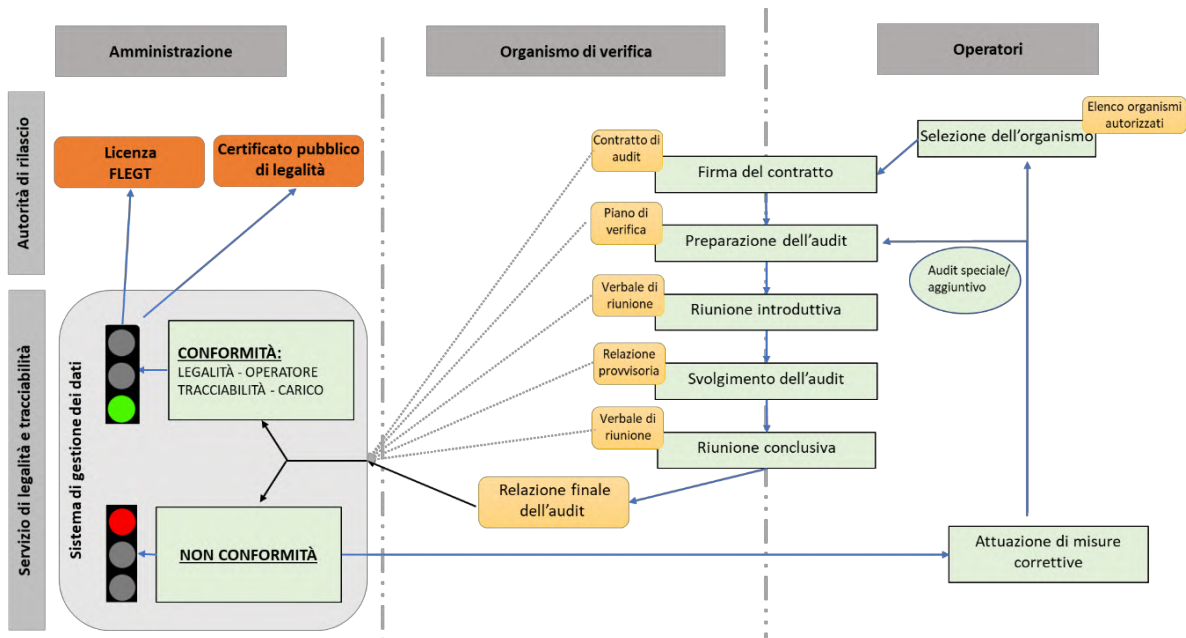 Amministrazione
Organismo di verifica
Operatori
Autorità di rilascio
Licenza
FLEGT
Certificato pubblico
di legalità
Contratto di
audit
Firma del contratto
Elenco organismi
autorizzati
Selezione dell'organismo
Piano di
verifica
Preparazione dell'audit
Audit speciale/
aggiuntivo
Servizio di legalità e tracciabilità
Sistema di gestione dei dati
CONFORMITÀ:
LEGALITÀ - OPERATORE
TRACCIABILITÀ - CARICO
Verbale di
riunione
Riunione introduttiva
Relazione
provvisoria
Svolgimento dell'audit
Verbale di
riunione
Riunione conclusiva
Relazione finale
dell'audit
NON CONFORMITÀ
Attuazione di misure
correttive